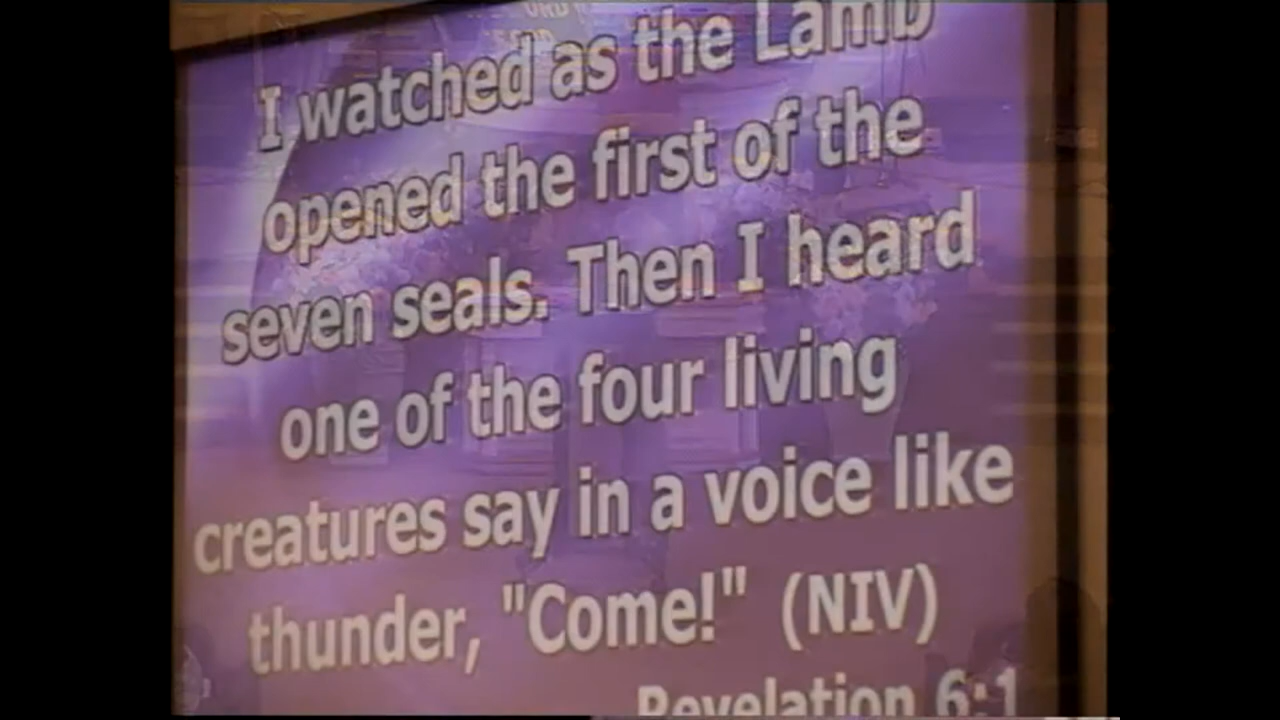 I watched as the Lamb
opened the first of the
seven seals. Then I heard
one of the four living
creatures say in a voice like
thunder, "Come!" (NIV)
Revelation 6:1